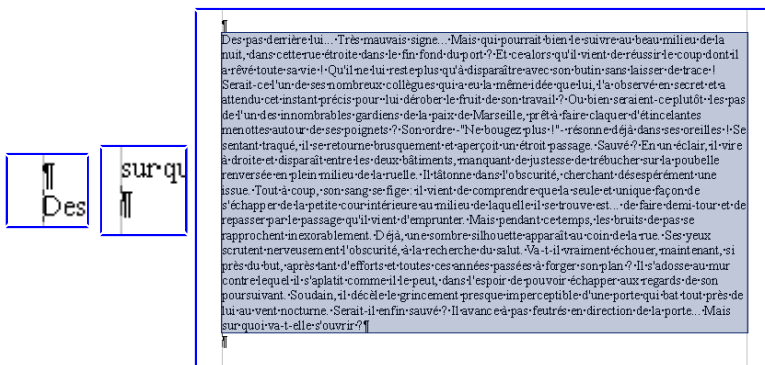 ¶
Des
sur qu
¶
¶
Des pas derrière lui... Très mauvais signe... Mais qui pourrait bien le suivre au beau milieu de la
nuit, dans cette rue étroite dans le fin fond du port ? Et ce alors qu'il vient de réussir le coup dont il
a rêvé toute sa vie ! Qu'il ne lui reste plus qu'à disparaître avec son butin sans laisser de trace !
Serait-ce l'un de ses nombreux collègues qui a eu la même idée que lui, l'a observé en secret et a
attendu cet instant précis pour lui dérober le fruit de son travail ? Ou bien seraient-ce plutôt les pas
de l'un des innombrables gardiens de la paix de Marseille, prêt à faire claquer d'étincelantes
menottes autour de ses poignets ? Son ordre - "Ne bougez plus !" - résonne déjà dans ses oreilles ! Se
sentant traqué, il se retourne brusquement et aperçoit un étroit passage. Sauvé ? En un éclair, il vire
à droite et disparaît entre les deux bâtiments, manquant de justesse de trébucher sur la poubelle
renversée en plein milieu de la ruelle. Il tâtonne dans l'obscurité, cherchant désespérément une
issue. Tout à coup, son sang se fige : il vient de comprendre que la seule et unique façon de
s'échapper de la petite cour intérieure au milieu de laquelle il se trouve est... de faire demi-tour et de
repasser par le passage qu'il vient d'emprunter. Mais pendant ce temps, les bruits de pas se
rapprochent inexorablement. Déjà, une sombre silhouette apparaît au coin de la rue. Ses yeux
scrutent nerveusement l'obscurité, à la recherche du salut. Va-t-il vraiment échouer, maintenant, si
près du but, après tant d'efforts et toutes ces années passées à forger son plan ? Il s'adosse au mur
contre lequel il s'aplatit comme il le peut, dans l'espoir de pouvoir échapper aux regards de son
poursuivant. Soudain, il décèle le grincement presque imperceptible d'une porte qui bat tout près de
lui au vent nocturne. Serait-il enfin sauvé ? Il avance à pas feutrés en direction de la porte... Mais
sur quoi va-t-elle s'ouvrir ?¶
¶